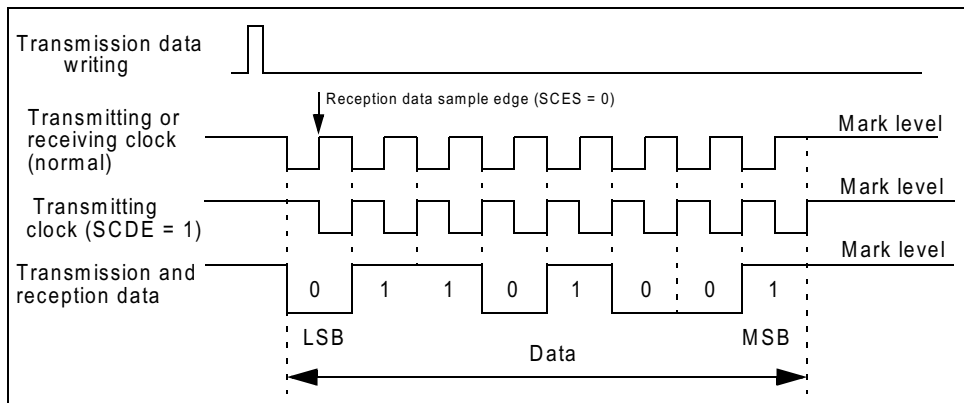 Transmission data
writing
Reception data sample edge (SCES = 0)
Transmitting or
receiving clock
(normal)
Mark level
Transmitting
clock (SCDE = 1)
Mark level
Transmission and
reception data
Mark level
0 1 1 0 1 0 0 1
LSB
MSB
Data